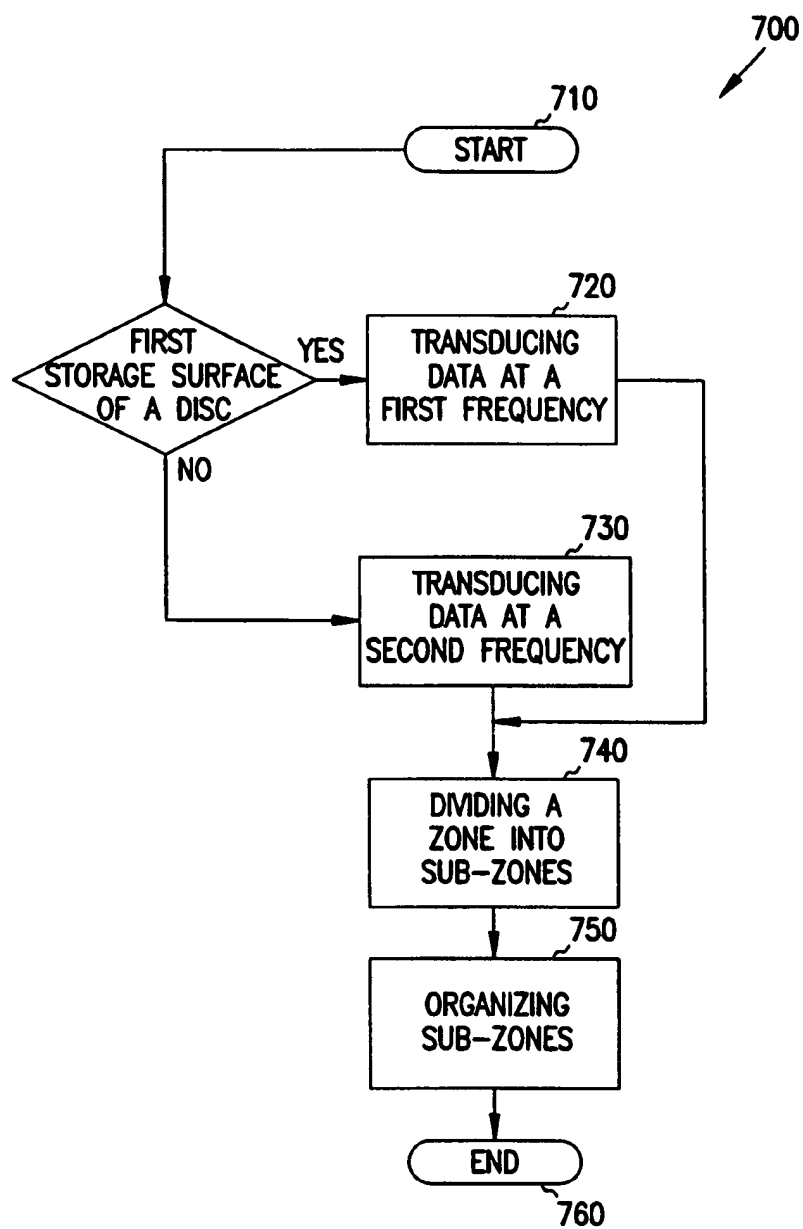 700
710
START
FIRST
STORAGE SURFACE
OF A DISC
YES
NO
720
TRANSDUCING
DATA AT A
FIRST FREQUENCY
730
TRANSDUCING
DATA AT A
SECOND FREQUENCY
740
DIVIDING A
ZONE INTO
SUB-ZONES
750
ORGANIZING
SUB-ZONES
END
760